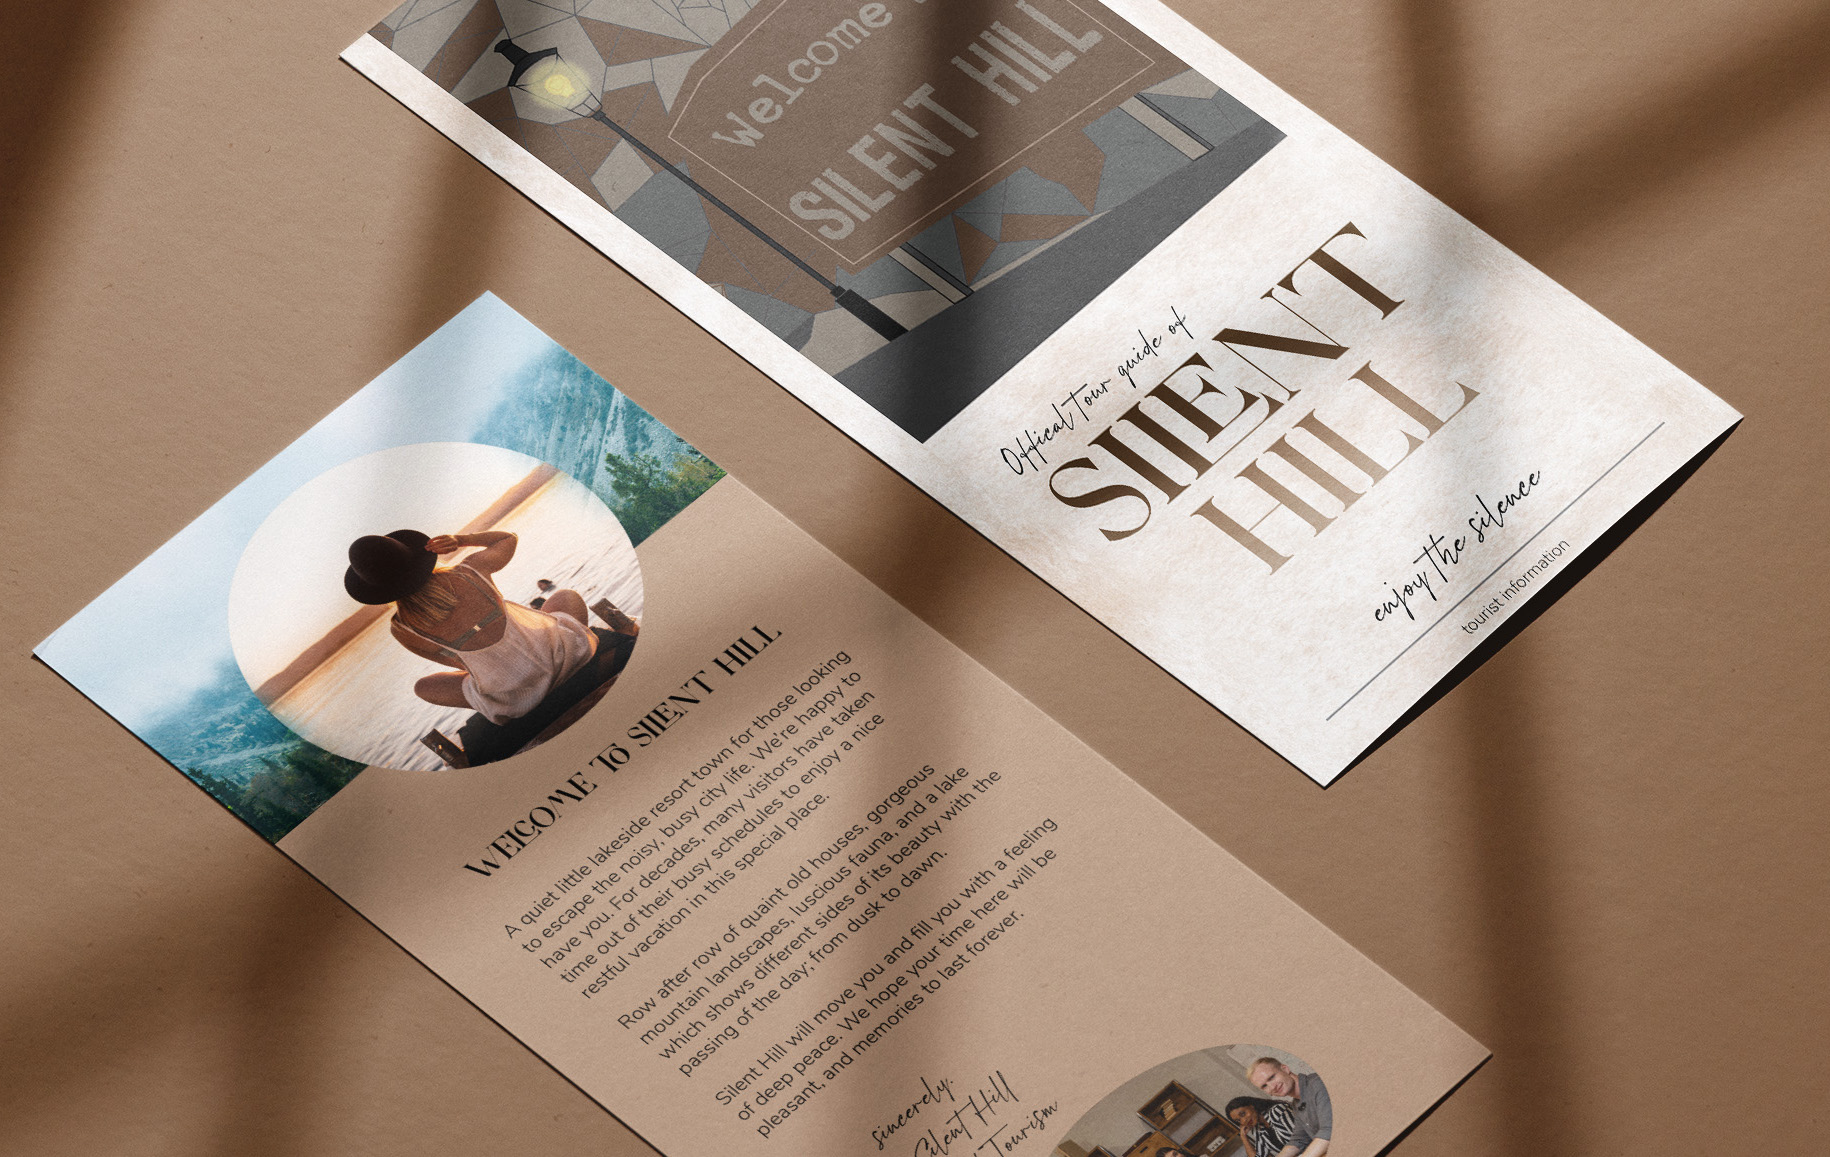 Welcome
SILENT HILL
Offical Tour guide of
SILENT
HILL
enjoy the silence
tourist information
WELCOME TO SILENT HILL
A quiet little lakeside resort town for those looking
to escape the noisy, busy city life. We're happy to
have you. For decades, many visitors have taken
time out of their busy schedules to enjoy a nice
restful vacation in this special place.
Row after row of quaint old houses, gorgeous
mountain landscapes, luscious fauna, and a lake
which shows different sides of its beauty with the
passing of the day; from dusk to dawn.
Silent Hill will move you and fill you with a feeling
of deep peace. We hope your time here will be
pleasant, and memories to last forever.
sincerely.
Silent Hill
Tourism